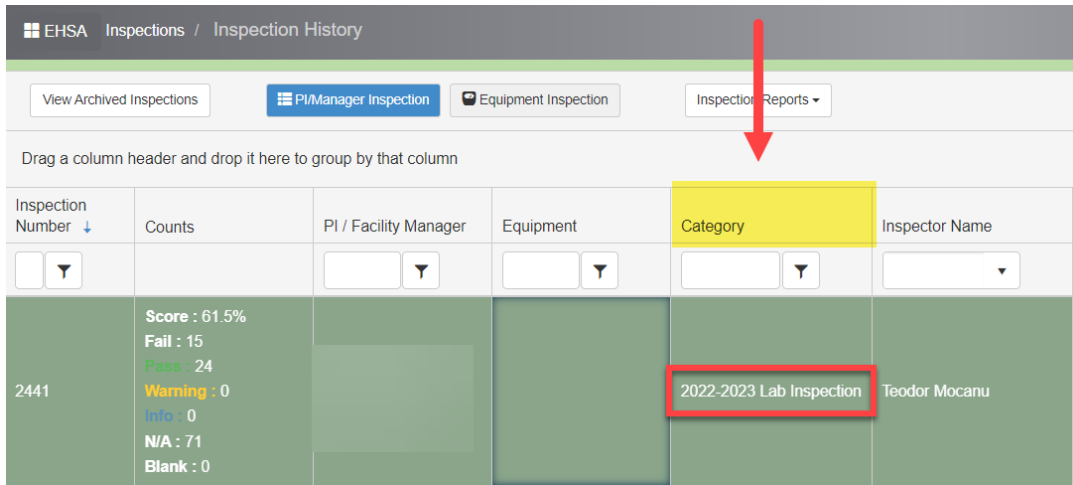 EHSA Inspections / Inspection History
View Archived Inspections PI/Manager Inspection Equipment Inspection Inspection Reports
Drag a column header and drop it here to group by that column
Inspection
Number ↓ Counts PI / Facility Manager Equipment Category Inspector Name
Score : 61.5%
Fail : 15
Pass : 24
2441 Warning : 0 2022-2023 Lab Inspection Teodor Mocanu
Info : 0
N/A : 71
Blank : 0